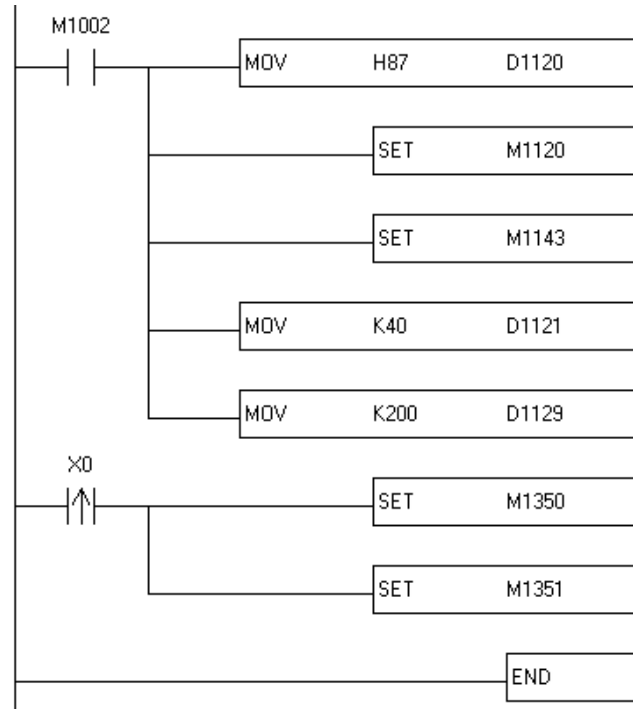 M1002
MOV H87 D1120
SET M1120
SET M1143
MOV K40 D1121
MOV K200 D1129
X0
SET M1350
SET M1351
END